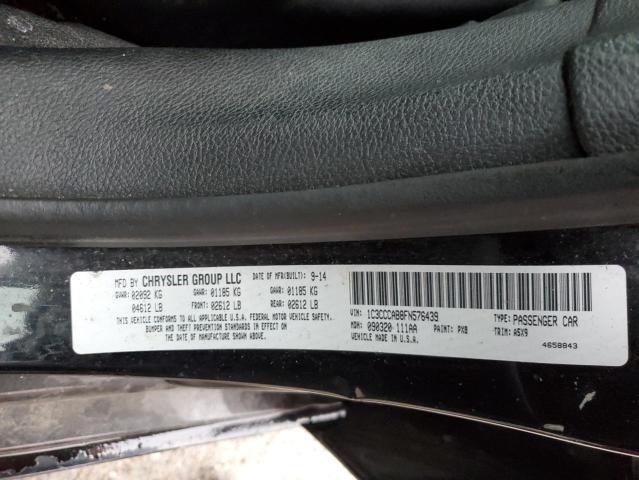 MFD BY CHRYSLER GROUP LLC DATE OF MFR(BUILT): 9-14
GVWR: 02092 KG GAWR: 01185 KG GAWR: 01185 KG
04612 LB FRONT: 02612 LB REAR: 02612 LB
THIS VEHICLE CONFORMS TO ALL APPLICABLE U.S.A. FEDERAL MOTOR VEHICLE SAFETY,
BUMPER AND THEFT PREVENTION STANDARDS IN EFFECT ON
THE DATE OF MANUFACTURE SHOWN ABOVE.
VIN: 1C3CCCAB8FN576439 TYPE: PASSENGER CAR
MDH: 090320 111AA PAINT: PX8 TRIM: A5X9
VEHICLE MADE IN U.S.A. 4658843